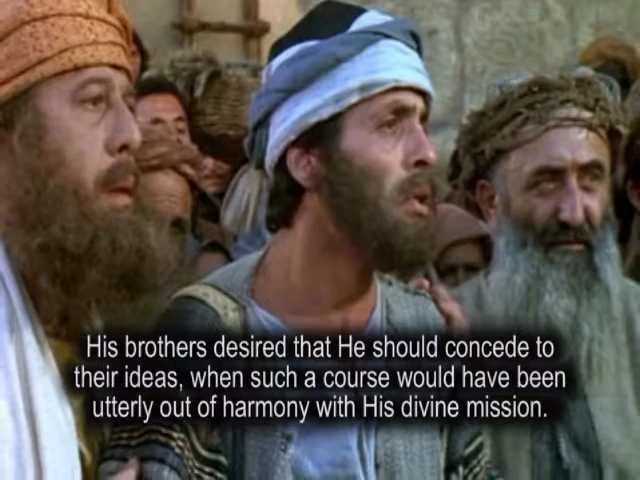 His brothers desired that He should concede to
their ideas, when such a course would have been
utterly out of harmony with His divine mission.